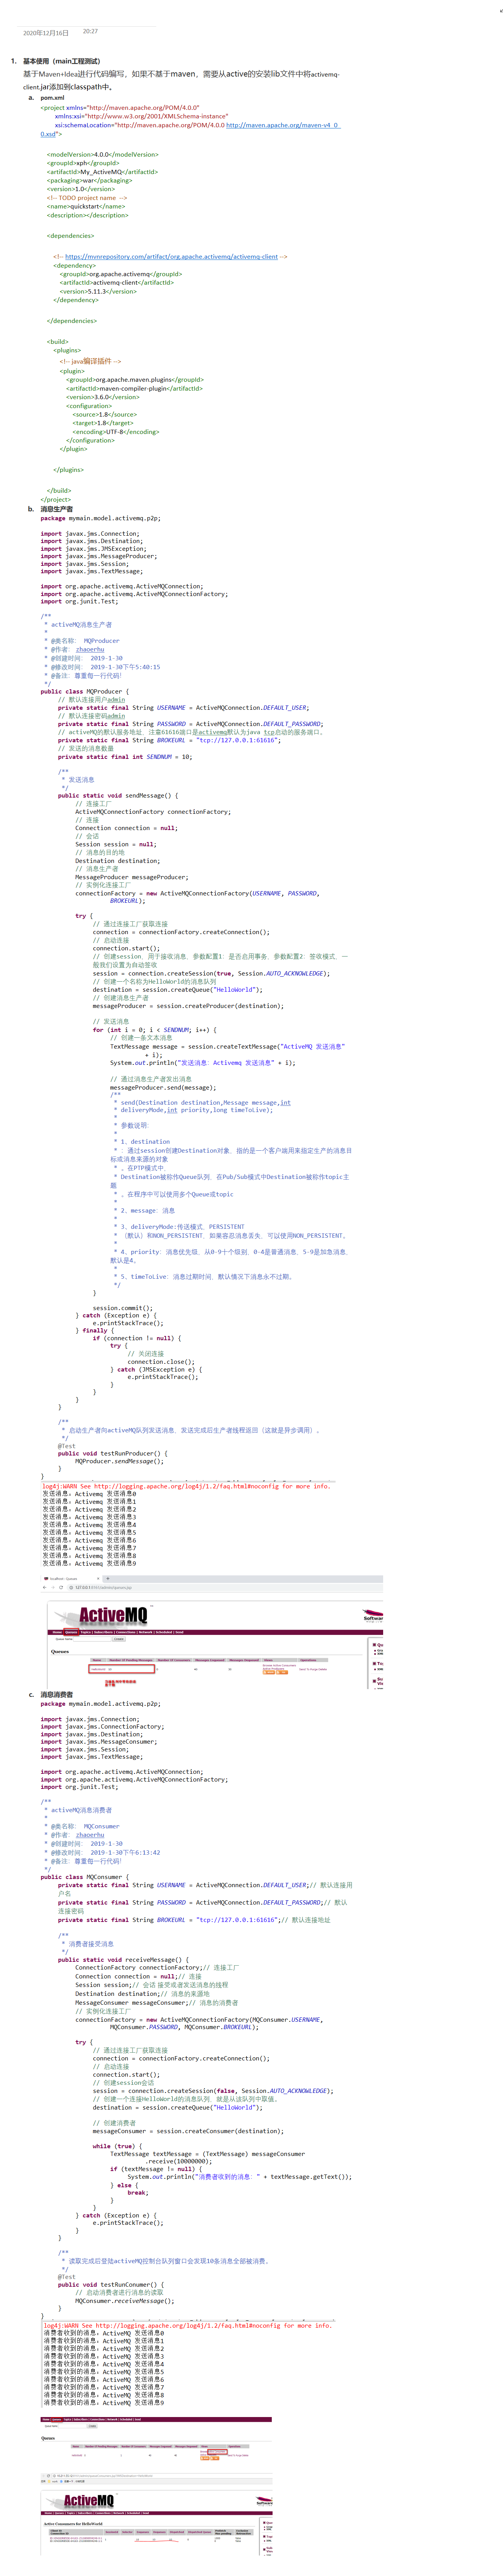 2020年12月16日 20:27
1. 基本使用（main工程测试）
基于Maven+Idea进行代码编写，如果不基于maven，需要从active的安装lib文件中将activemq-
client.jar添加到classpath中。
a. pom.xml
<project xmlns="http://maven.apache.org/POM/4.0.0"
xmlns:xsi="http://www.w3.org/2001/XMLSchema-instance"
xsi:schemaLocation="http://maven.apache.org/POM/4.0.0 http://maven.apache.org/maven-v4_0_
0.xsd">
<modelVersion>4.0.0</modelVersion>
<groupId>xph</groupId>
<artifactId>My_ActiveMQ</artifactId>
<packaging>war</packaging>
<version>1.0</version>
<!-- TODO project name -->
<name>quickstart</name>
<description></description>
<dependencies>
<!-- https://mvnrepository.com/artifact/org.apache.activemq/activemq-client -->
<dependency>
<groupId>org.apache.activemq</groupId>
<artifactId>activemq-client</artifactId>
<version>5.11.3</version>
</dependency>
</dependencies>
<build>
<plugins>
<!-- java编译插件 -->
<plugin>
<groupId>org.apache.maven.plugins</groupId>
<artifactId>maven-compiler-plugin</artifactId>
<version>3.6.0</version>
<configuration>
<source>1.8</source>
<target>1.8</target>
<encoding>UTF-8</encoding>
</configuration>
</plugin>
</plugins>
</build>
</project>
b. 消息生产者
package mymain.model.activemq.p2p;
import javax.jms.Connection;
import javax.jms.Destination;
import javax.jms.JMSException;
import javax.jms.MessageProducer;
import javax.jms.Session;
import javax.jms.TextMessage;
import org.apache.activemq.ActiveMQConnection;
import org.apache.activemq.ActiveMQConnectionFactory;
import org.junit.Test;
/**
* activeMQ消息生产者
*
* @类名称： MQProducer
* @作者： zhaoerhu
* @创建时间： 2019-1-30
* @修改时间： 2019-1-30下午5:40:15
* @备注：尊重每一行代码！
*/
public class MQProducer {
// 默认连接用户admin
private static final String USERNAME = ActiveMQConnection.DEFAULT_USER;
// 默认连接密码admin
private static final String PASSWORD = ActiveMQConnection.DEFAULT_PASSWORD;
// activeMQ的默认服务地址，注意61616端口是activemq默认为java tcp启动的服务端口。
private static final String BROKEURL = "tcp://127.0.0.1:61616";
// 发送的消息数量
private static final int SENDNUM = 10;
/**
* 发送消息
*/
public static void sendMessage() {
// 连接工厂
ActiveMQConnectionFactory connectionFactory;
// 连接
Connection connection = null;
// 会话
Session session = null;
// 消息的目的地
Destination destination;
// 消息生产者
MessageProducer messageProducer;
// 实例化连接工厂
connectionFactory = new ActiveMQConnectionFactory(USERNAME, PASSWORD,
BROKEURL);
try {
// 通过连接工厂获取连接
connection = connectionFactory.createConnection();
// 启动连接
connection.start();
// 创建session，用于接收消息，参数配置1：是否启用事务，参数配置2：签收模式，一
般我们设置为自动签收
session = connection.createSession(true, Session.AUTO_ACKNOWLEDGE);
// 创建一个名称为HelloWorld的消息队列
destination = session.createQueue("HelloWorld");
// 创建消息生产者
messageProducer = session.createProducer(destination);
// 发送消息
for (int i = 0; i < SENDNUM; i++) {
// 创建一条文本消息
TextMessage message = session.createTextMessage("ActiveMQ 发送消息"
+ i);
System.out.println("发送消息：Activemq 发送消息" + i);
// 通过消息生产者发出消息
messageProducer.send(message);
/**
* send(Destination destination,Message message,int
* deliveryMode,int priority,long timeToLive);
*
* 参数说明：
*
* 1、destination
* ：通过session创建Destination对象，指的是一个客户端用来指定生产的消息目
标或消息来源的对象
* 。在PTP模式中，
* Destination被称作Queue队列，在Pub/Sub模式中Destination被称作topic主
题
* 。在程序中可以使用多个Queue或topic
*
* 2、message：消息
*
* 3、deliveryMode:传送模式，PERSISTENT
* （默认）和NON_PERSISTENT，如果容忍消息丢失，可以使用NON_PERSISTENT。
*
* 4、priority：消息优先级，从0-9十个级别，0-4是普通消息，5-9是加急消息，
默认是4。
*
* 5、timeToLive：消息过期时间，默认情况下消息永不过期。
*/
}
session.commit();
} catch (Exception e) {
e.printStackTrace();
} finally {
if (connection != null) {
try {
// 关闭连接
connection.close();
} catch (JMSException e) {
e.printStackTrace();
}
}
}
}
/**
* 启动生产者向activeMQ队列发送消息，发送完成后生产者线程返回（这就是异步调用）。
*/
@Test
public void testRunProducer() {
MQProducer.sendMessage();
}
}
log4j:WARN See http://logging.apache.org/log4j/1.2/faq.html#noconfig for more info.
发送消息：Activemq 发送消息0
发送消息：Activemq 发送消息1
发送消息：Activemq 发送消息2
发送消息：Activemq 发送消息3
发送消息：Activemq 发送消息4
发送消息：Activemq 发送消息5
发送消息：Activemq 发送消息6
发送消息：Activemq 发送消息7
发送消息：Activemq 发送消息8
发送消息：Activemq 发送消息9
ActiveMQ
Home | Queues | Topics | Subscribers | Connections | Network | Scheduled | Send
Queues
c. 消息消费者
package mymain.model.activemq.p2p;
import javax.jms.Connection;
import javax.jms.ConnectionFactory;
import javax.jms.Destination;
import javax.jms.MessageConsumer;
import javax.jms.Session;
import javax.jms.TextMessage;
import org.apache.activemq.ActiveMQConnection;
import org.apache.activemq.ActiveMQConnectionFactory;
import org.junit.Test;
/**
* activeMQ消息消费者
*
* @类名称： MQConsumer
* @作者： zhaoerhu
* @创建时间： 2019-1-30
* @修改时间： 2019-1-30下午6:13:42
* @备注：尊重每一行代码！
*/
public class MQConsumer {
private static final String USERNAME = ActiveMQConnection.DEFAULT_USER;// 默认连接用
户名
private static final String PASSWORD = ActiveMQConnection.DEFAULT_PASSWORD;// 默认
连接密码
private static final String BROKEURL = "tcp://127.0.0.1:61616";// 默认连接地址
/**
* 消费者接受消息
*/
public static void receiveMessage() {
ConnectionFactory connectionFactory;// 连接工厂
Connection connection = null;// 连接
Session session;// 会话 接受或者发送消息的线程
Destination destination;// 消息的来源地
MessageConsumer messageConsumer;// 消息的消费者
// 实例化连接工厂
connectionFactory = new ActiveMQConnectionFactory(MQConsumer.USERNAME,
MQConsumer.PASSWORD, MQConsumer.BROKEURL);
try {
// 通过连接工厂获取连接
connection = connectionFactory.createConnection();
// 启动连接
connection.start();
// 创建session会话
session = connection.createSession(false, Session.AUTO_ACKNOWLEDGE);
// 创建一个连接HelloWorld的消息队列，就是从该队列中取值。
destination = session.createQueue("HelloWorld");
// 创建消费者
messageConsumer = session.createConsumer(destination);
while (true) {
TextMessage textMessage = (TextMessage) messageConsumer
.receive(10000000);
if (textMessage != null) {
System.out.println("消费者收到的消息：" + textMessage.getText());
} else {
break;
}
}
} catch (Exception e) {
e.printStackTrace();
}
}
/**
* 读取完成后登陆activeMQ控制台队列窗口会发现10条消息全部被消费。
*/
@Test
public void testRunConumer() {
// 启动消费者进行消息的读取
MQConsumer.receiveMessage();
}
}
log4j:WARN See http://logging.apache.org/log4j/1.2/faq.html#noconfig for more info.
消费者收到的消息：ActiveMQ 发送消息0
消费者收到的消息：ActiveMQ 发送消息1
消费者收到的消息：ActiveMQ 发送消息2
消费者收到的消息：ActiveMQ 发送消息3
消费者收到的消息：ActiveMQ 发送消息4
消费者收到的消息：ActiveMQ 发送消息5
消费者收到的消息：ActiveMQ 发送消息6
消费者收到的消息：ActiveMQ 发送消息7
消费者收到的消息：ActiveMQ 发送消息8
消费者收到的消息：ActiveMQ 发送消息9
Queues
ActiveMQ
Active Consumers for HelloWorld